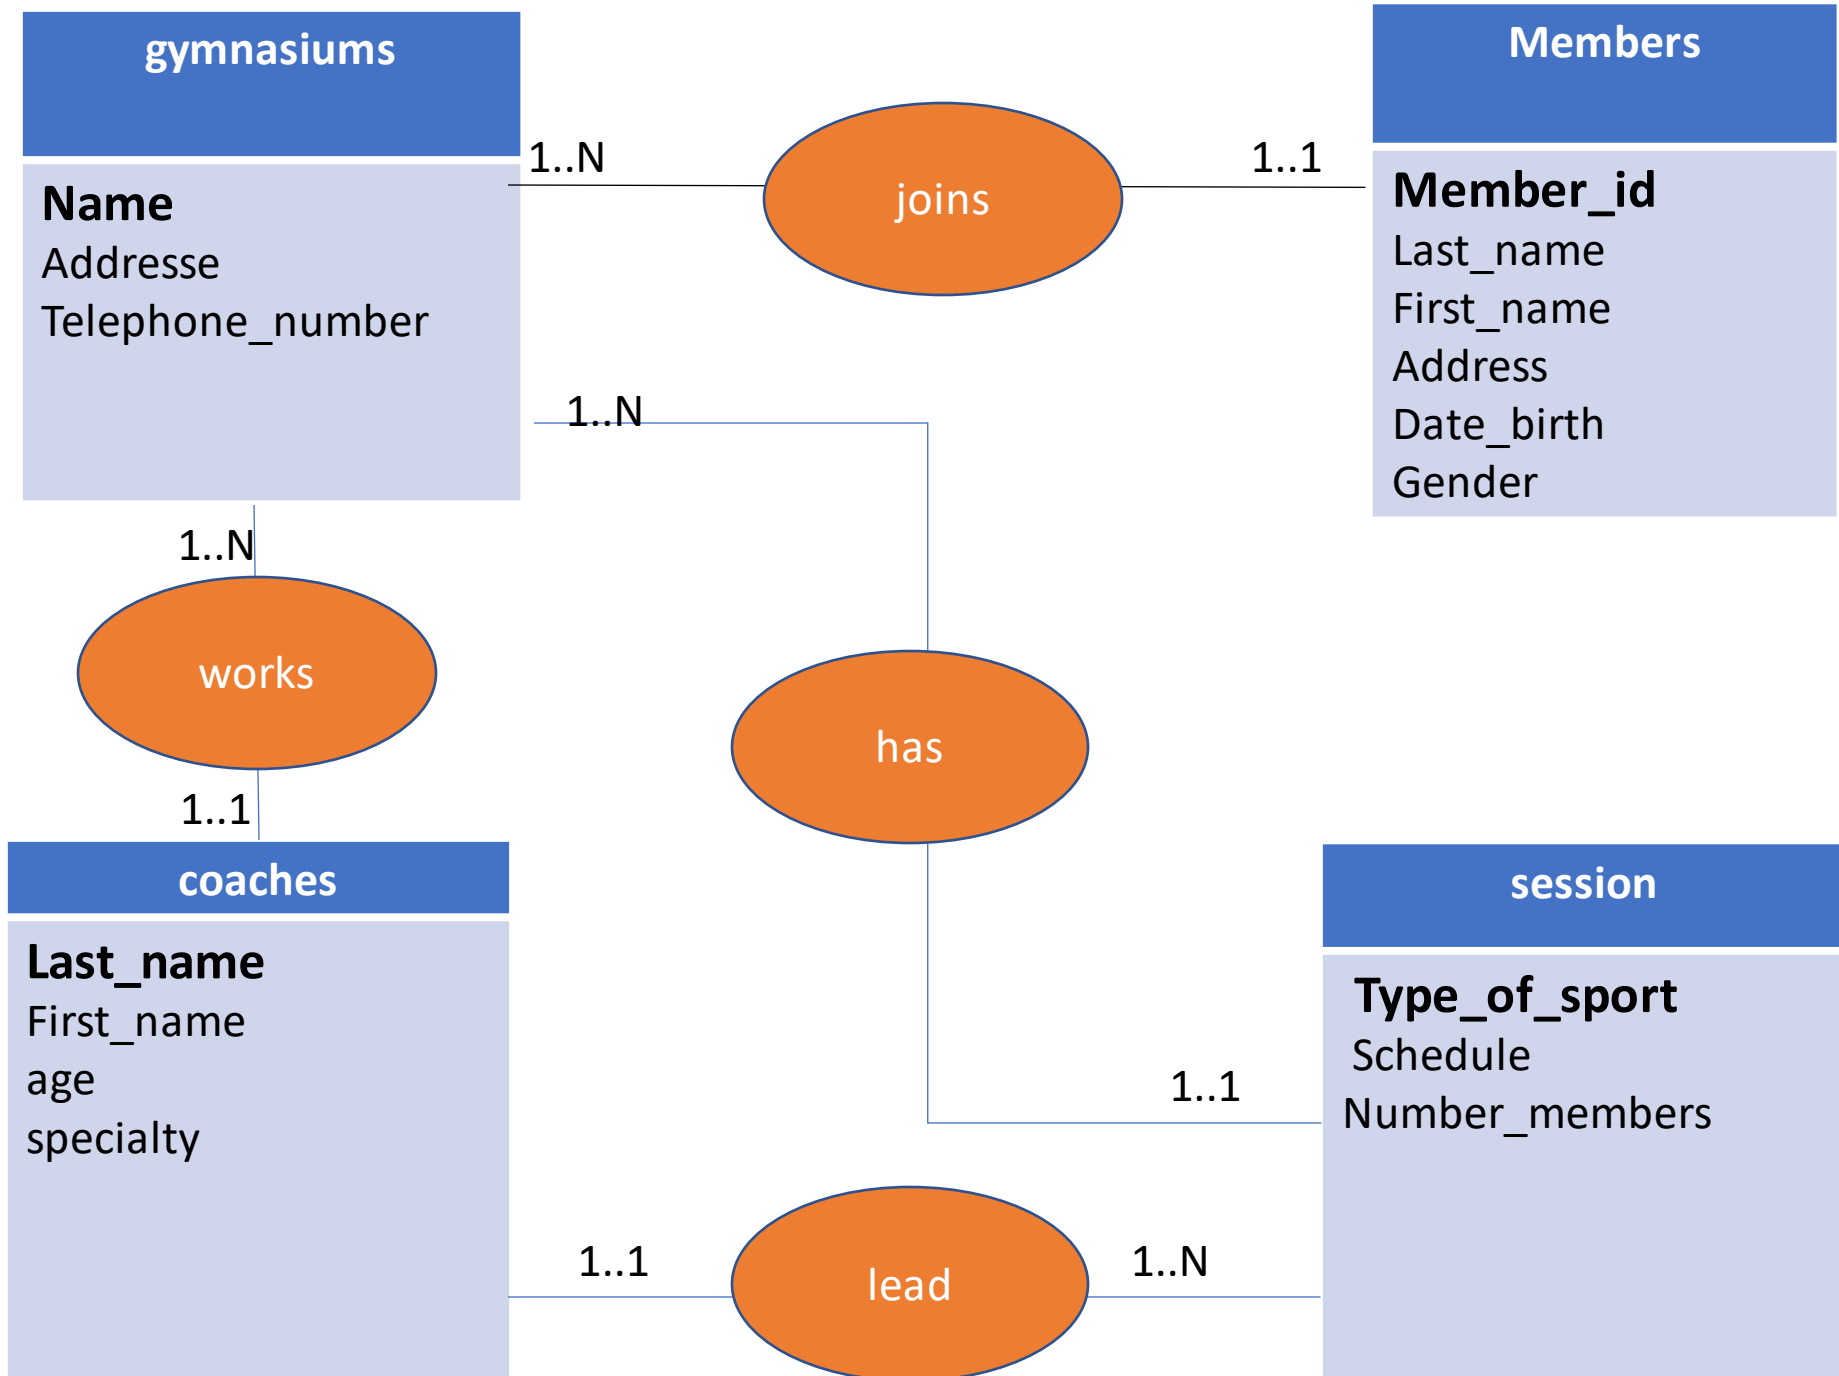 gymnasiums
Name
Addresse
Telephone_number
1..N
joins
1..1
Members
Member_id
Last_name
First_name
Address
Date_birth
Gender
1..N
1..N
works
1..1
has
1..1
coaches
Last_name
First_name
age
specialty
session
Type_of_sport
Schedule
Number_members
1..1
lead
1..N